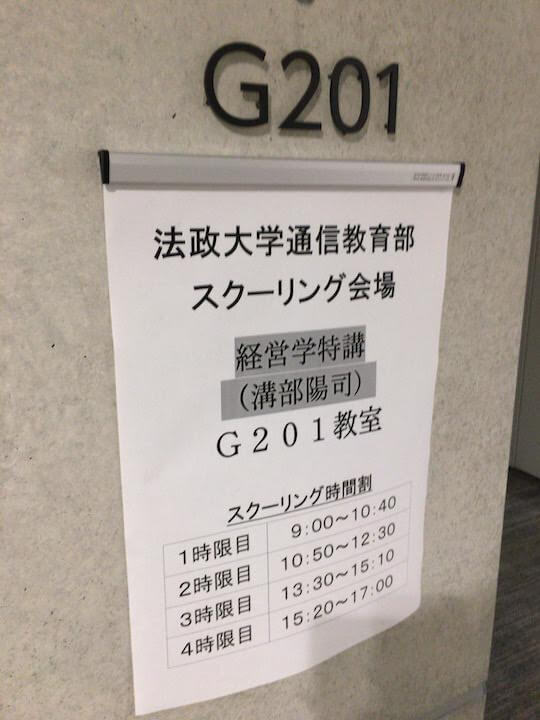 G201
法政大学通信教育部
スクーリング会場
経営学特講
（溝部陽司）
G201教室
スクーリング時間割
1時限目 9:00～10:40
2時限目 10:50～12:30
3時限目 13:30～15:10
4時限目 15:20～17:00